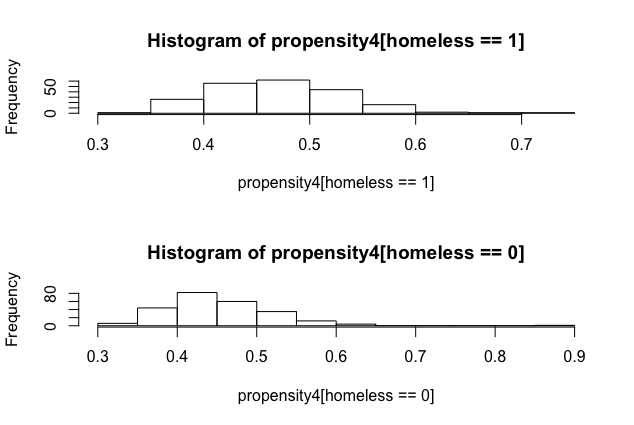 Histogram of propensity4[homeless == 1]
Frequency
0 50
0.3 0.4 0.5 0.6 0.7
propensity4[homeless == 1]
Histogram of propensity4[homeless == 0]
Frequency
0 80
0.3 0.4 0.5 0.6 0.7 0.8 0.9
propensity4[homeless == 0]